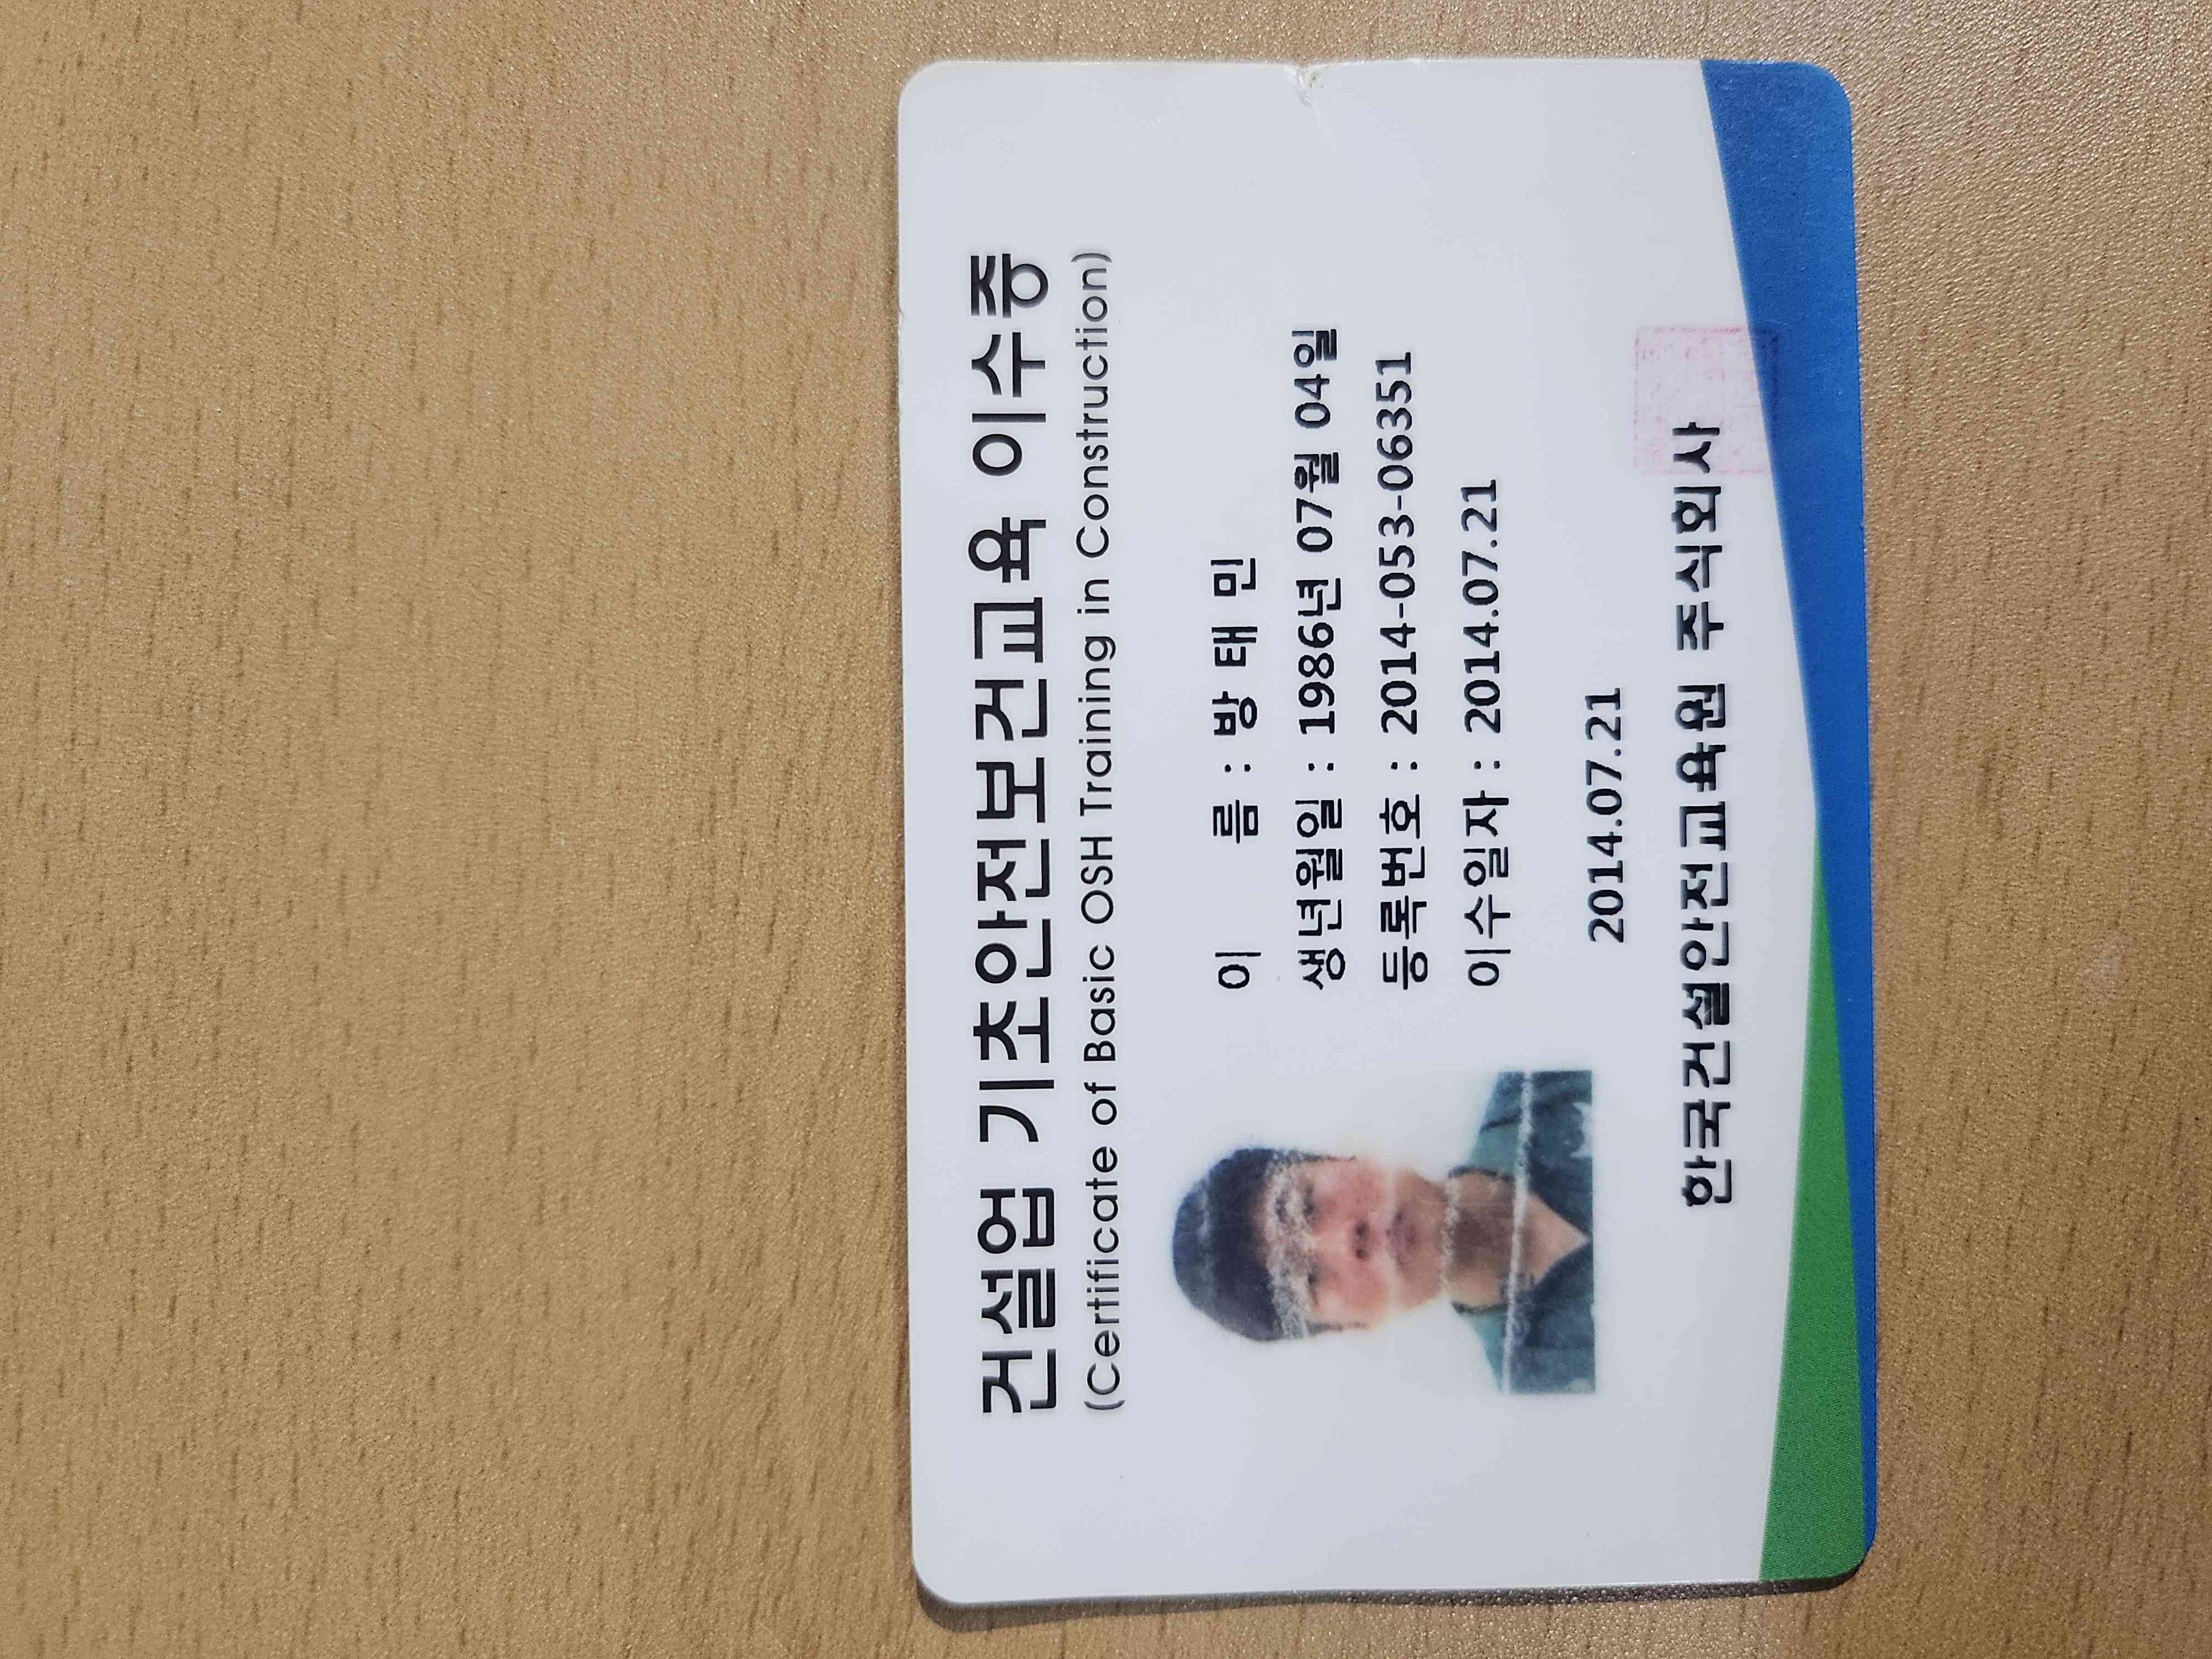 건설업 기초안전보건교육 이수증
(Certificate of Basic OSH Training in Construction)
이 름 : 방 태 민
생년월일 : 1986년 07월 04일
등록번호 : 2014-053-06351
이수일자 : 2014.07.21
2014.07.21
한국건설안전교육원 주식회사